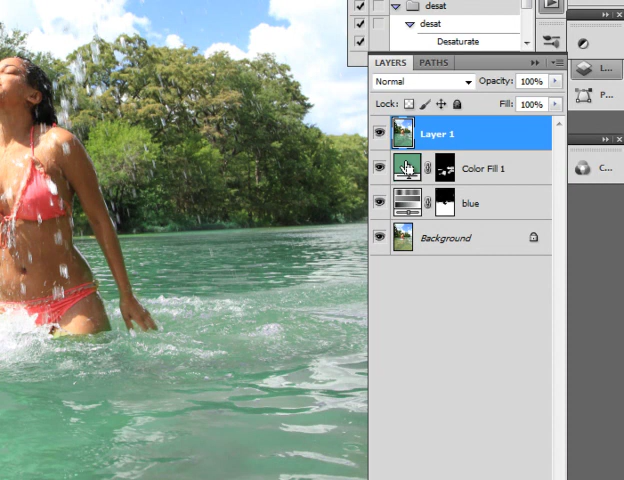 desat
desat
Desaturate
LAYERS PATHS
Normal Opacity: 100%
Lock: Fill: 100%
Layer 1
Color Fill 1
blue
Background
L...
P...
C...